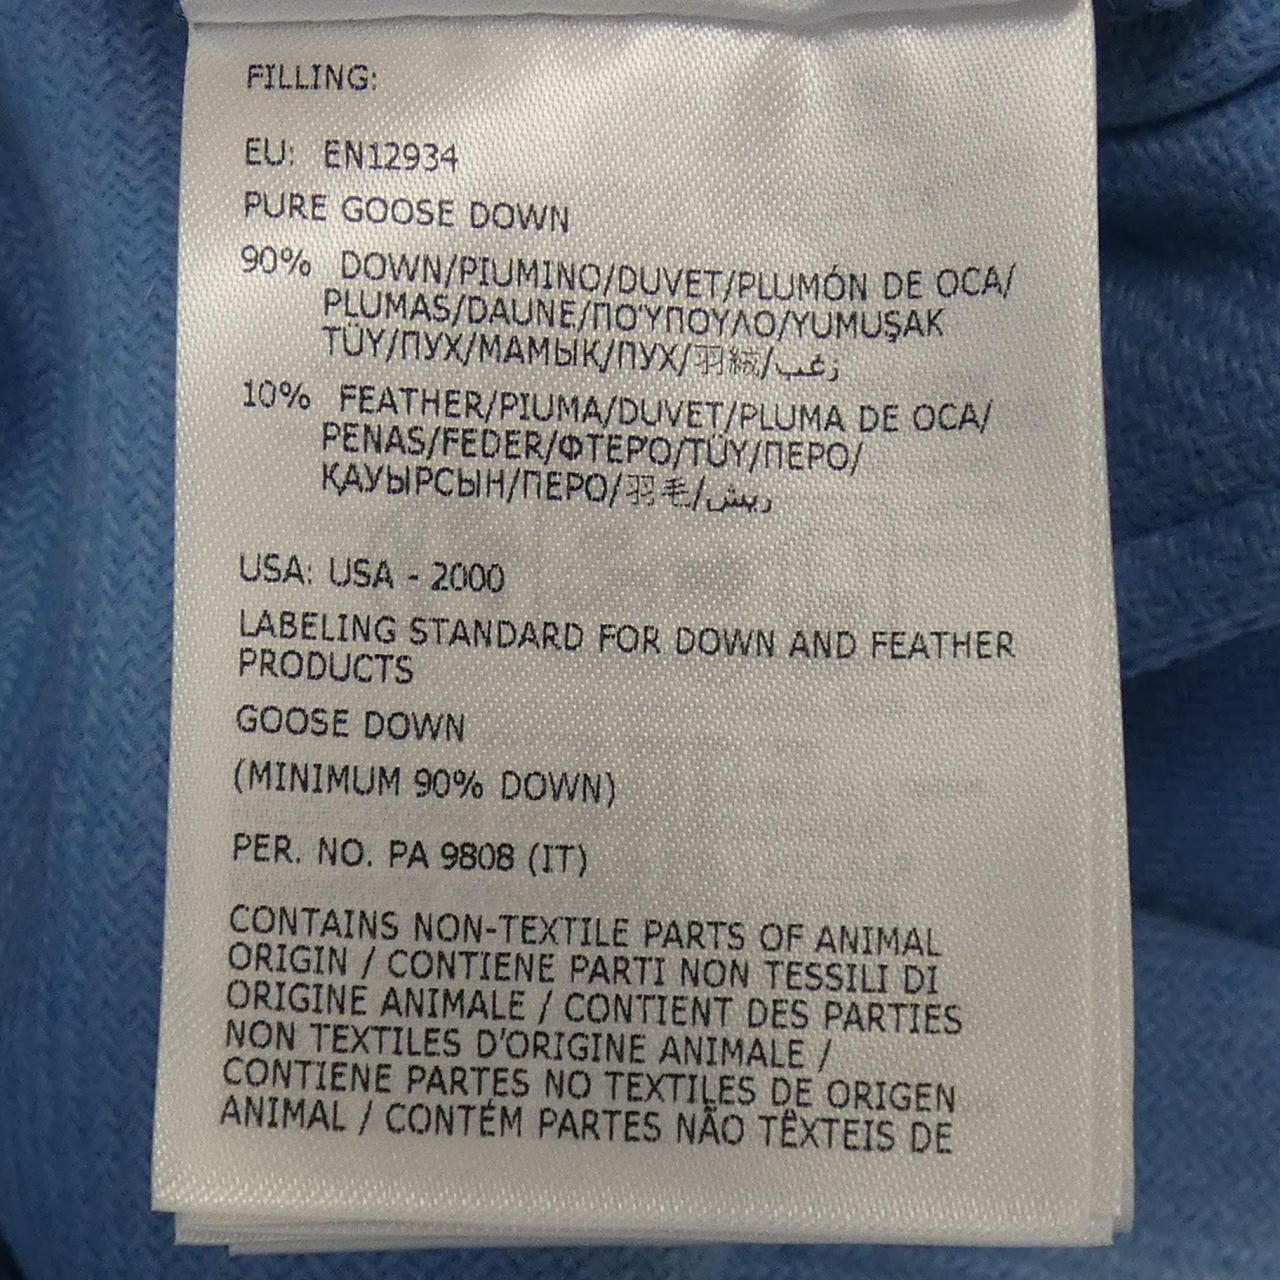 FILLING:
EU: EN12934
PURE GOOSE DOWN
90% DOWN/PIUMINO/DUVET/PLUMÓN DE OCA/
PLUMAS/DAUNE/ΠΟΎΠΟΥΛΟ/YUMUŞAK
TÜY/ПУХ/МАМЫҚ/ПУХ/羽絨/زغب
10% FEATHER/PIUMA/DUVET/PLUMA DE OCA/
PENAS/FEDER/ΦΤΕΡΌ/TÜY/ПЕРО/
ҚАУЫРСЫН/ПЕРО/羽毛/ريش
USA: USA - 2000
LABELING STANDARD FOR DOWN AND FEATHER
PRODUCTS
GOOSE DOWN
(MINIMUM 90% DOWN)
PER. NO. PA 9808 (IT)
CONTAINS NON-TEXTILE PARTS OF ANIMAL
ORIGIN / CONTIENE PARTI NON TESSILI DI
ORIGINE ANIMALE / CONTIENT DES PARTIES
NON TEXTILES D'ORIGINE ANIMALE /
CONTIENE PARTES NO TEXTILES DE ORIGEN
ANIMAL / CONTÉM PARTES NÃO TÊXTEIS DE